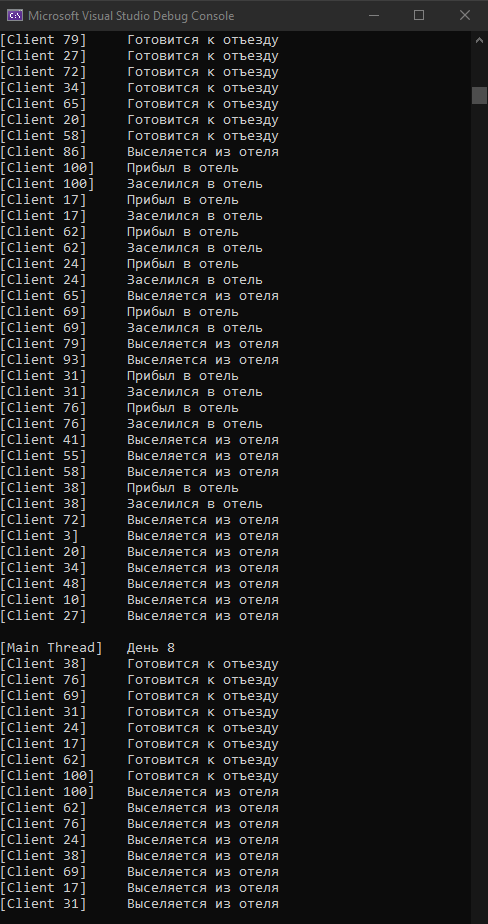 Microsoft Visual Studio Debug Console
[Client 79] Готовится к отъезду
[Client 27] Готовится к отъезду
[Client 72] Готовится к отъезду
[Client 34] Готовится к отъезду
[Client 65] Готовится к отъезду
[Client 20] Готовится к отъезду
[Client 58] Готовится к отъезду
[Client 86] Выселяется из отеля
[Client 100] Прибыл в отель
[Client 100] Заселился в отель
[Client 17] Прибыл в отель
[Client 17] Заселился в отель
[Client 62] Прибыл в отель
[Client 62] Заселился в отель
[Client 24] Прибыл в отель
[Client 24] Заселился в отель
[Client 65] Выселяется из отеля
[Client 69] Прибыл в отель
[Client 69] Заселился в отель
[Client 79] Выселяется из отеля
[Client 93] Выселяется из отеля
[Client 31] Прибыл в отель
[Client 31] Заселился в отель
[Client 76] Прибыл в отель
[Client 76] Заселился в отель
[Client 41] Выселяется из отеля
[Client 55] Выселяется из отеля
[Client 58] Выселяется из отеля
[Client 38] Прибыл в отель
[Client 38] Заселился в отель
[Client 72] Выселяется из отеля
[Client 3] Выселяется из отеля
[Client 20] Выселяется из отеля
[Client 34] Выселяется из отеля
[Client 48] Выселяется из отеля
[Client 10] Выселяется из отеля
[Client 27] Выселяется из отеля
[Main Thread] День 8
[Client 38] Готовится к отъезду
[Client 76] Готовится к отъезду
[Client 69] Готовится к отъезду
[Client 31] Готовится к отъезду
[Client 24] Готовится к отъезду
[Client 17] Готовится к отъезду
[Client 62] Готовится к отъезду
[Client 100] Готовится к отъезду
[Client 100] Выселяется из отеля
[Client 62] Выселяется из отеля
[Client 76] Выселяется из отеля
[Client 24] Выселяется из отеля
[Client 38] Выселяется из отеля
[Client 69] Выселяется из отеля
[Client 17] Выселяется из отеля
[Client 31] Выселяется из отеля